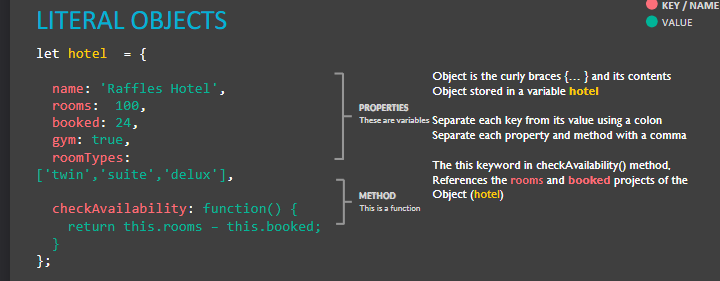 LITERAL OBJECTS
KEY / NAME
VALUE
let hotel = {
name: 'Raffles Hotel',
rooms: 100,
booked: 24,
gym: true,
roomTypes:
['twin','suite','delux'],
checkAvailability: function() {
return this.rooms – this.booked;
}
};
PROPERTIES
These are variables
METHOD
This is a function
Object is the curly braces {... } and its contents
Object stored in a variable hotel
Separate each key from its value using a colon
Separate each property and method with a comma
The this keyword in checkAvailability() method,
References the rooms and booked projects of the
Object (hotel)